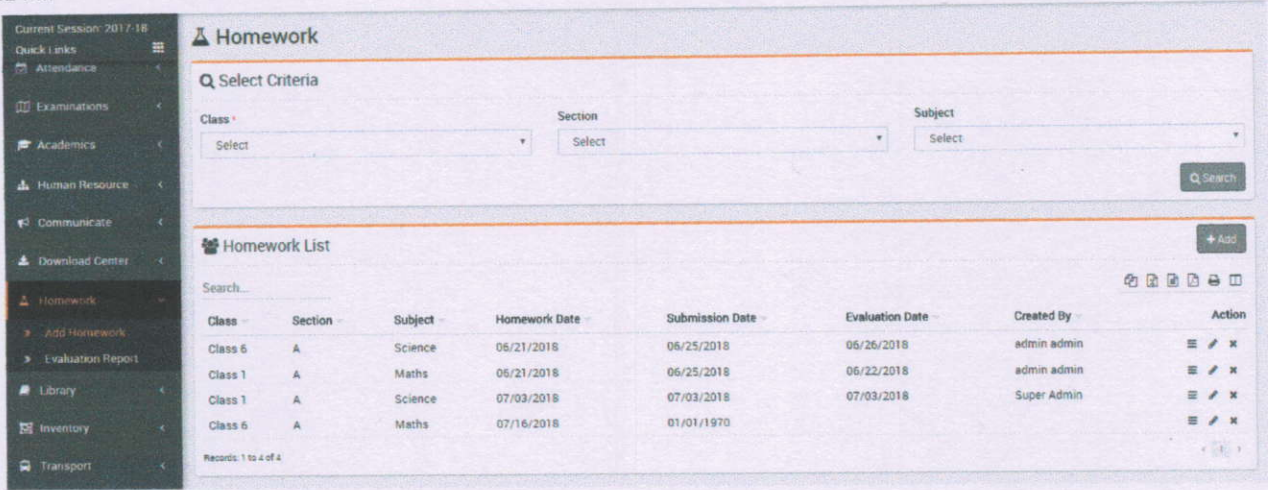 Current Session: 2017-18
Quick Links
Attendance
Examinations
Academics
Human Resource
Communicate
Download Center
Homework
Add Homework
Evaluation Report
Library
Inventory
Transport
Homework
Select Criteria
Class * Section Subject
Select Select Select
Search
Homework List
+ Add
Search...
Class Section Subject Homework Date Submission Date Evaluation Date Created By Action
Class 6 A Science 06/21/2018 06/25/2018 06/26/2018 admin admin
Class 1 A Maths 06/21/2018 06/25/2018 06/22/2018 admin admin
Class 1 A Science 07/03/2018 07/03/2018 07/03/2018 Super Admin
Class 6 A Maths 07/16/2018 01/01/1970
Records: 1 to 4 of 4
1